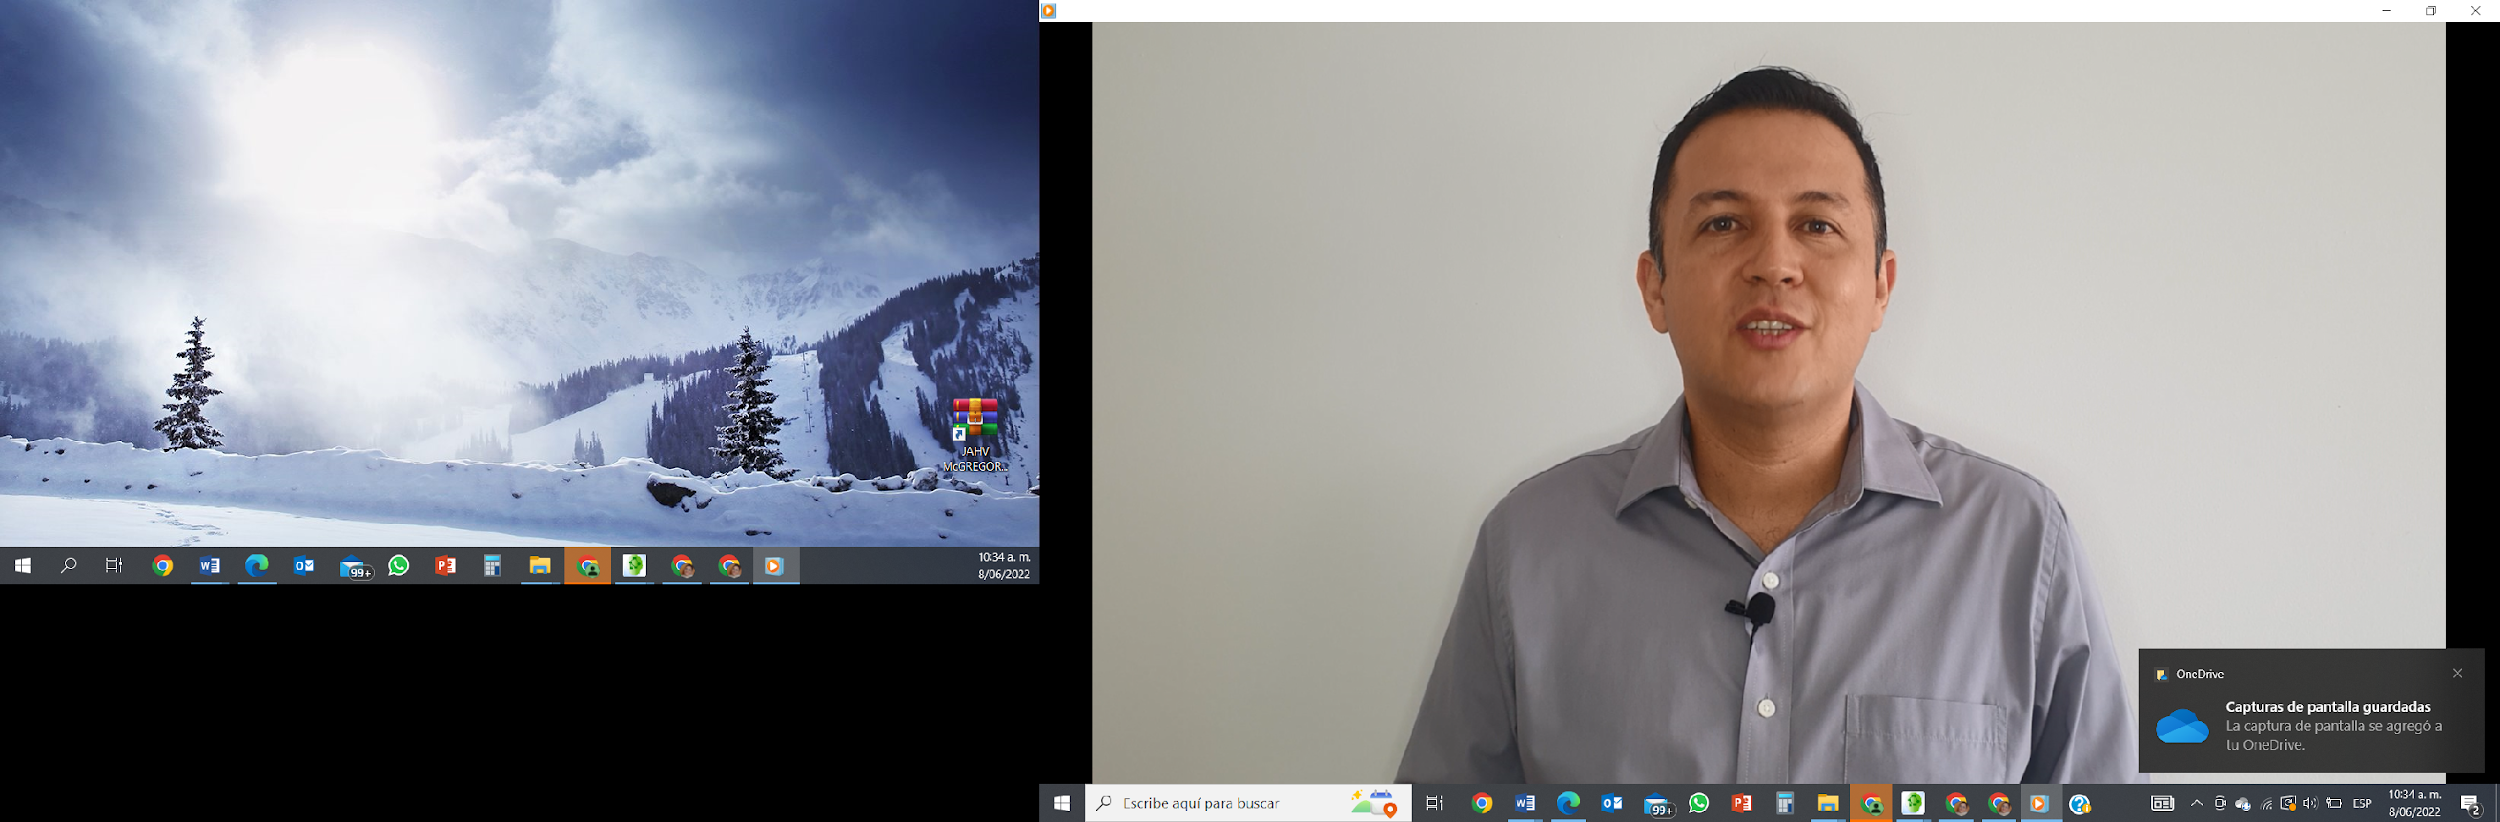 JAHV
McGREGOR...
99+
10:34 a. m.
8/06/2022
OneDrive
Capturas de pantalla guardadas
La captura de pantalla se agregó a
tu OneDrive.
Escribe aquí para buscar
99+
ESP
10:34 a. m.
8/06/2022
2